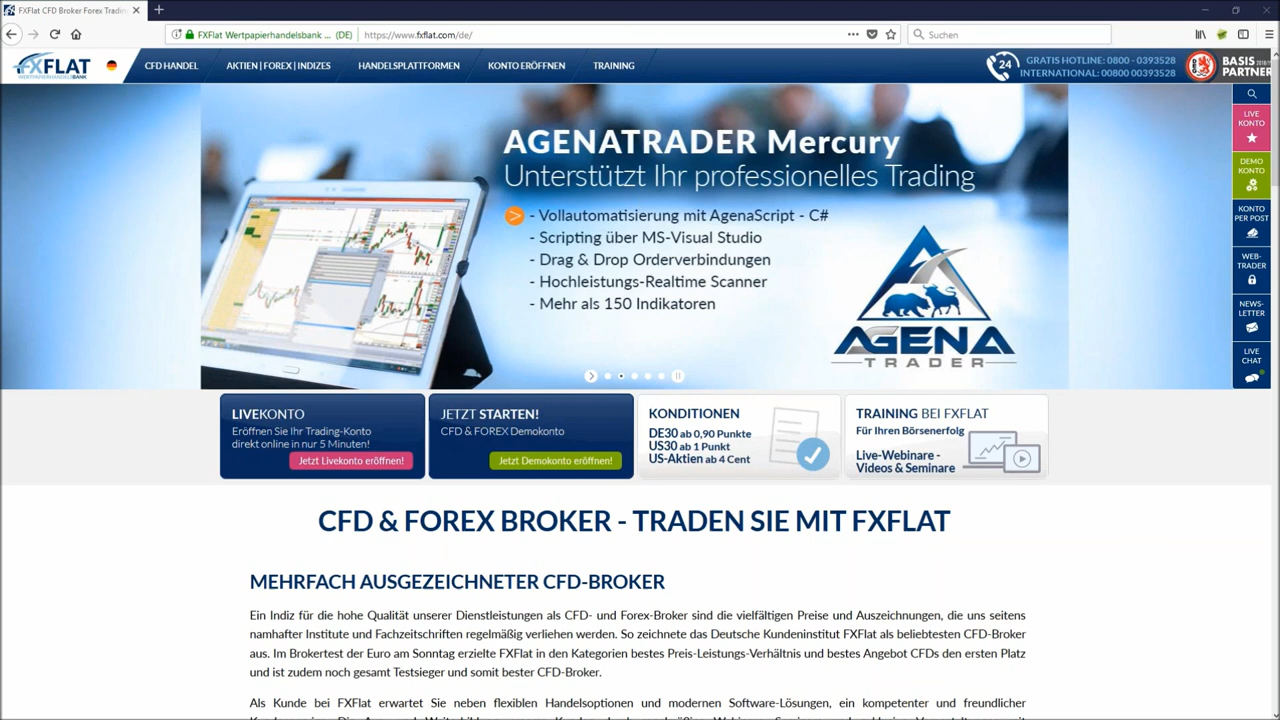 FXFlat CFD Broker Forex Tradin
FXFlat Wertpapierhandelsbank ... (DE)
https://www.fxflat.com/de/
Suchen
FXFLAT
WERTPAPIERHANDELSBANK
CFD HANDEL
AKTIEN | FOREX | INDIZES
HANDELSPLATTFORMEN
KONTO ERÖFFNEN
TRAINING
24
GRATIS HOTLINE: 0800 - 0393528
INTERNATIONAL: 00800 00393528
BASIS
PARTNER
AGENATRADER Mercury
Unterstützt Ihr professionelles Trading
> - Vollautomatisierung mit AgenaScript - C#
- Scripting über MS-Visual Studio
- Drag & Drop Orderverbindungen
- Hochleistungs-Realtime Scanner
- Mehr als 150 Indikatoren
AGENA
TRADER
LIVE
KONTO
DEMO
KONTO
KONTO
PER POST
WEB-
TRADER
NEWS-
LETTER
LIVE
CHAT
LIVEKONTO
Eröffnen Sie Ihr Trading-Konto
direkt online in nur 5 Minuten!
Jetzt Livekonto eröffnen!
JETZT STARTEN!
CFD & FOREX Demokonto
Jetzt Demokonto eröffnen!
KONDITIONEN
DE30 ab 0,90 Punkte
US30 ab 1 Punkt
US-Aktien ab 4 Cent
TRAINING BEI FXFLAT
Für Ihren Börsenerfolg
Live-Webinare -
Videos & Seminare
CFD & FOREX BROKER - TRADEN SIE MIT FXFLAT
MEHRFACH AUSGEZEICHNETER CFD-BROKER
Ein Indiz für die hohe Qualität unserer Dienstleistungen als CFD- und Forex-Broker sind die vielfältigen Preise und Auszeichnungen, die uns seitens
namhafter Institute und Fachzeitschriften regelmäßig verliehen werden. So zeichnete das Deutsche Kundeninstitut FXFlat als beliebtesten CFD-Broker
aus. Im Brokertest der Euro am Sonntag erzielte FXFlat in den Kategorien bestes Preis-Leistungs-Verhältnis und bestes Angebot CFDs den ersten Platz
und ist zudem noch gesamt Testsieger und somit bester CFD-Broker.
Als Kunde bei FXFlat erwartet Sie neben flexiblen Handelsoptionen und modernen Software-Lösungen, ein kompetenter und freundlicher